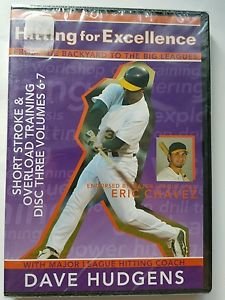 Hitting for Excellence
BACKYARD TO THE BIG LEAGUES
SHORT STROKE &
OVERLOAD TRAINING
DISC THREE VOLUMES 6-7
ENDORSED BY
ERIC CHAVEZ
WITH MAJOR LEAGUE HITTING COACH
DAVE HUDGENS